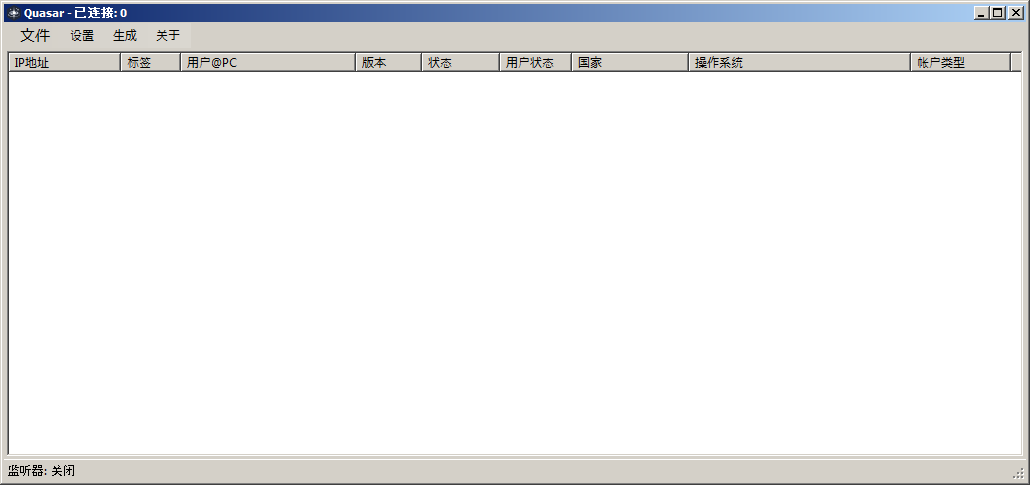 Quasar - 已连接: 0
文件 设置 生成 关于
IP地址 标签 用户@PC 版本 状态 用户状态 国家 操作系统 帐户类型
监听器: 关闭